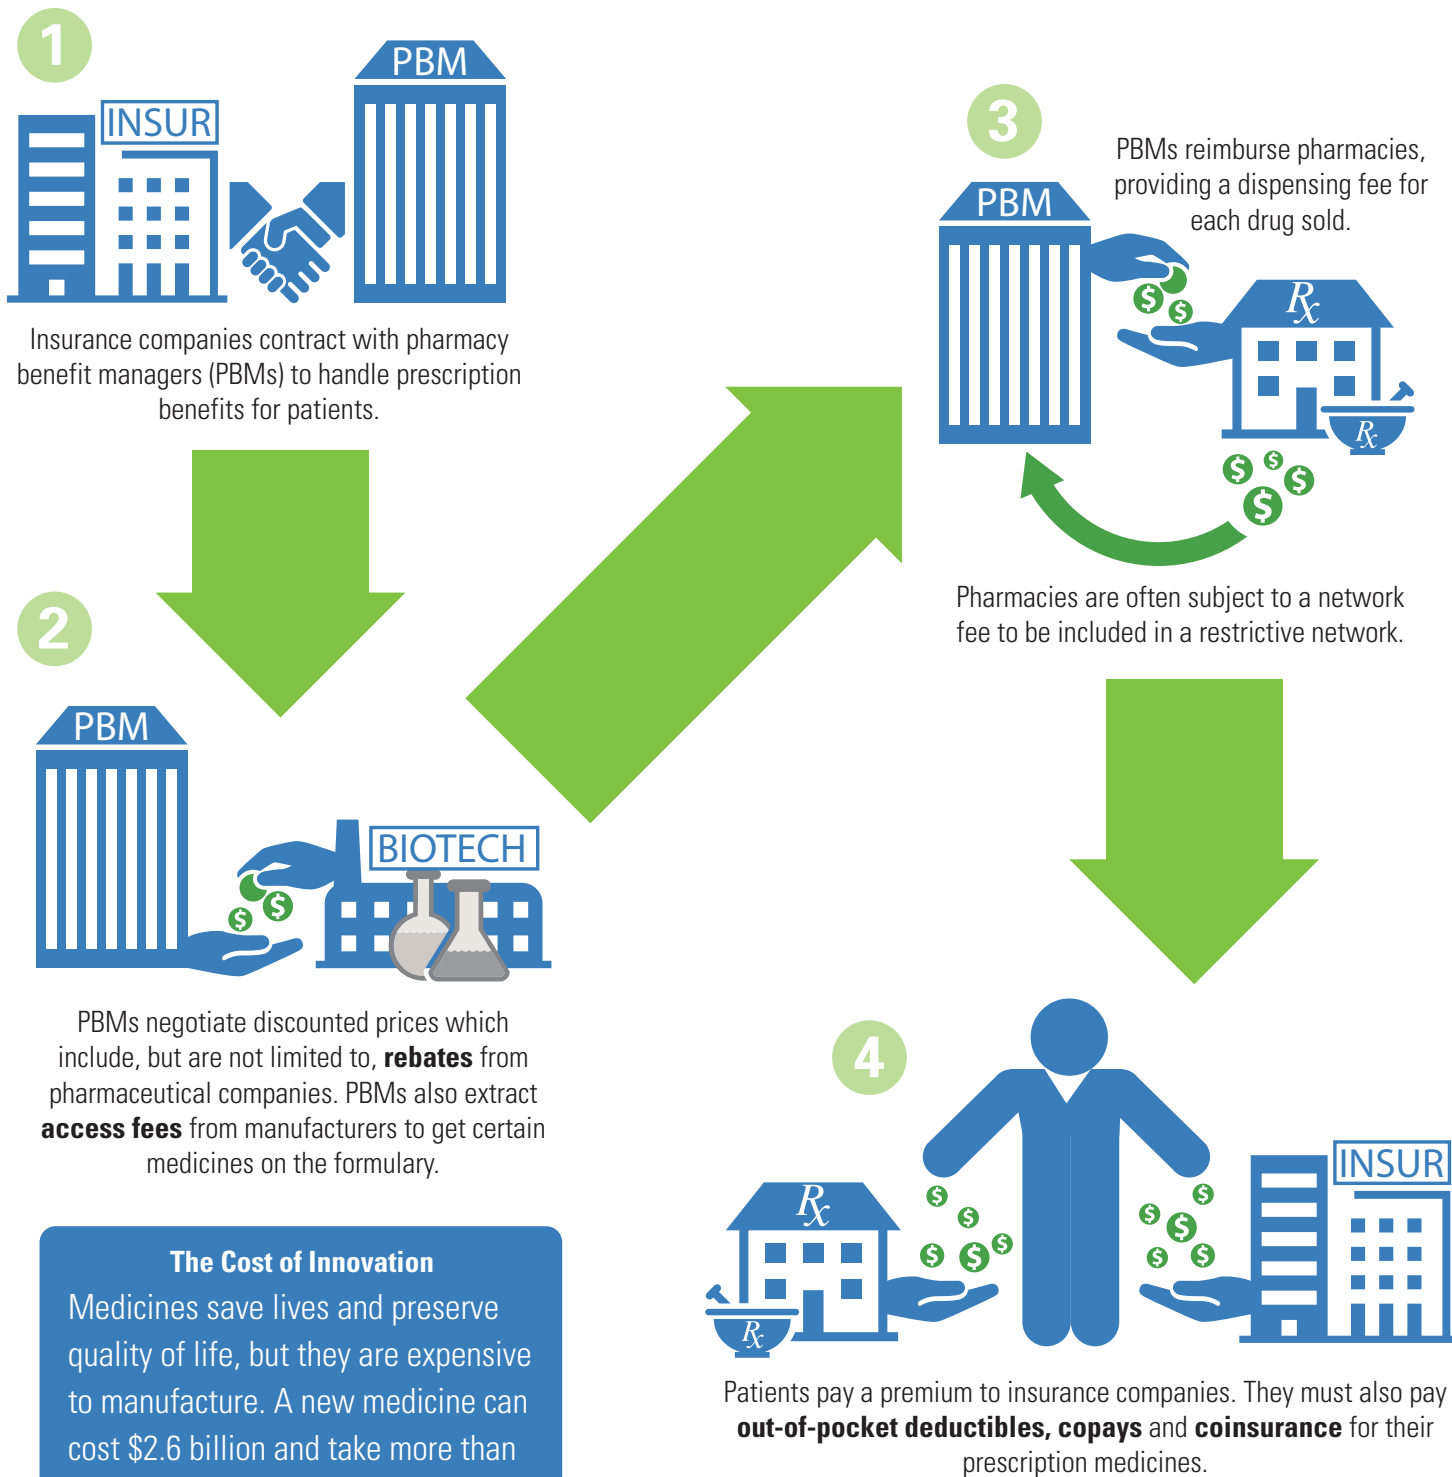 1
PBM
INSUR
Insurance companies contract with pharmacy
benefit managers (PBMs) to handle prescription
benefits for patients.
2
PBM
BIOTECH
$
$
PBMs negotiate discounted prices which
include, but are not limited to, rebates from
pharmaceutical companies. PBMs also extract
access fees from manufacturers to get certain
medicines on the formulary.
The Cost of Innovation
Medicines save lives and preserve
quality of life, but they are expensive
to manufacture. A new medicine can
cost $2.6 billion and take more than
3
PBMs reimburse pharmacies,
providing a dispensing fee for
each drug sold.
PBM
$
$
Rx
Rx
$
$
$
$
Pharmacies are often subject to a network
fee to be included in a restrictive network.
4
INSUR
Rx
Rx
$
$
$
$
$
$
$
$
$
$
Patients pay a premium to insurance companies. They must also pay
out-of-pocket deductibles, copays and coinsurance for their
prescription medicines.